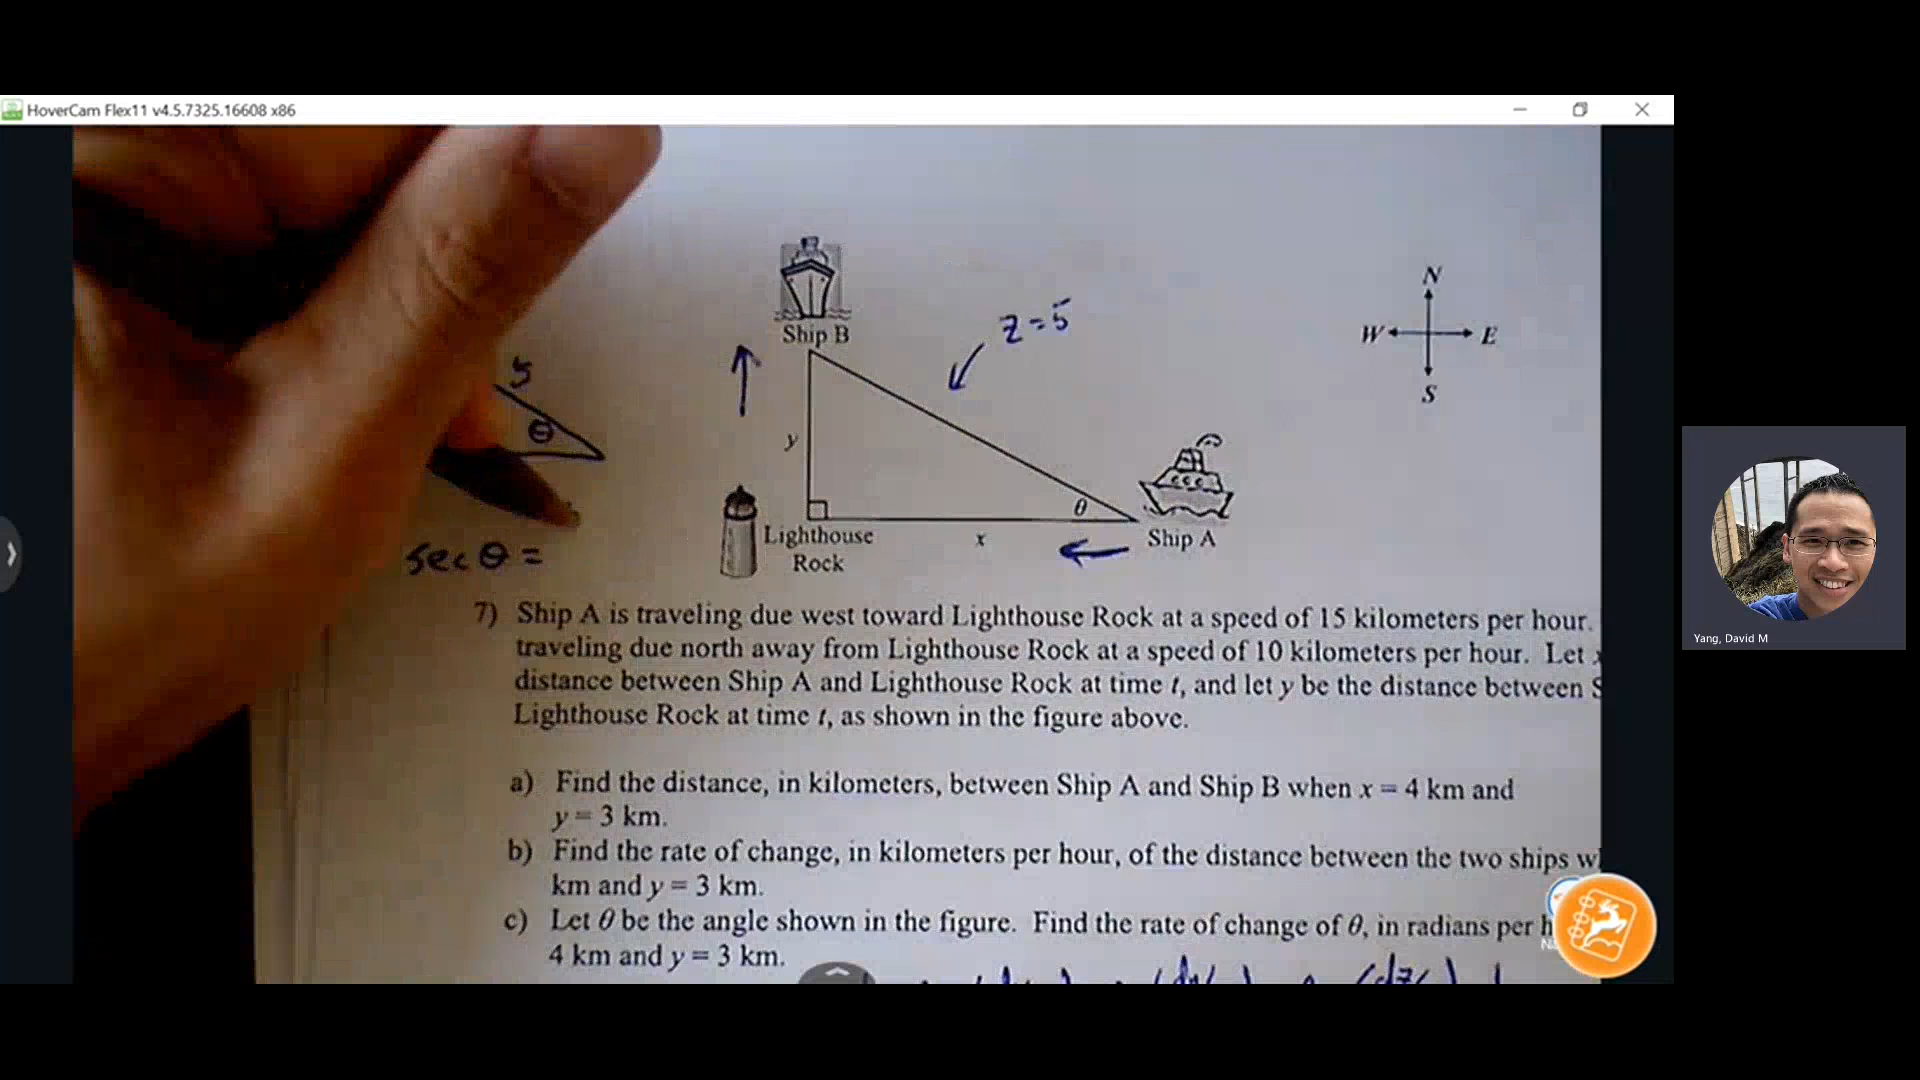 HoverCam Flex11 v4.5.7325.16608 x86
N
W E
S
Ship B
z=5
5
θ
y
θ
Lighthouse
Rock
x
Ship A
sec θ =
7) Ship A is traveling due west toward Lighthouse Rock at a speed of 15 kilometers per hour.
traveling due north away from Lighthouse Rock at a speed of 10 kilometers per hour. Let
distance between Ship A and Lighthouse Rock at time t, and let y be the distance between S
Lighthouse Rock at time t, as shown in the figure above.
a) Find the distance, in kilometers, between Ship A and Ship B when x = 4 km and
y = 3 km.
b) Find the rate of change, in kilometers per hour, of the distance between the two ships
km and y = 3 km.
c) Let θ be the angle shown in the figure. Find the rate of change of θ, in radians per h
4 km and y = 3 km.
Yang, David M